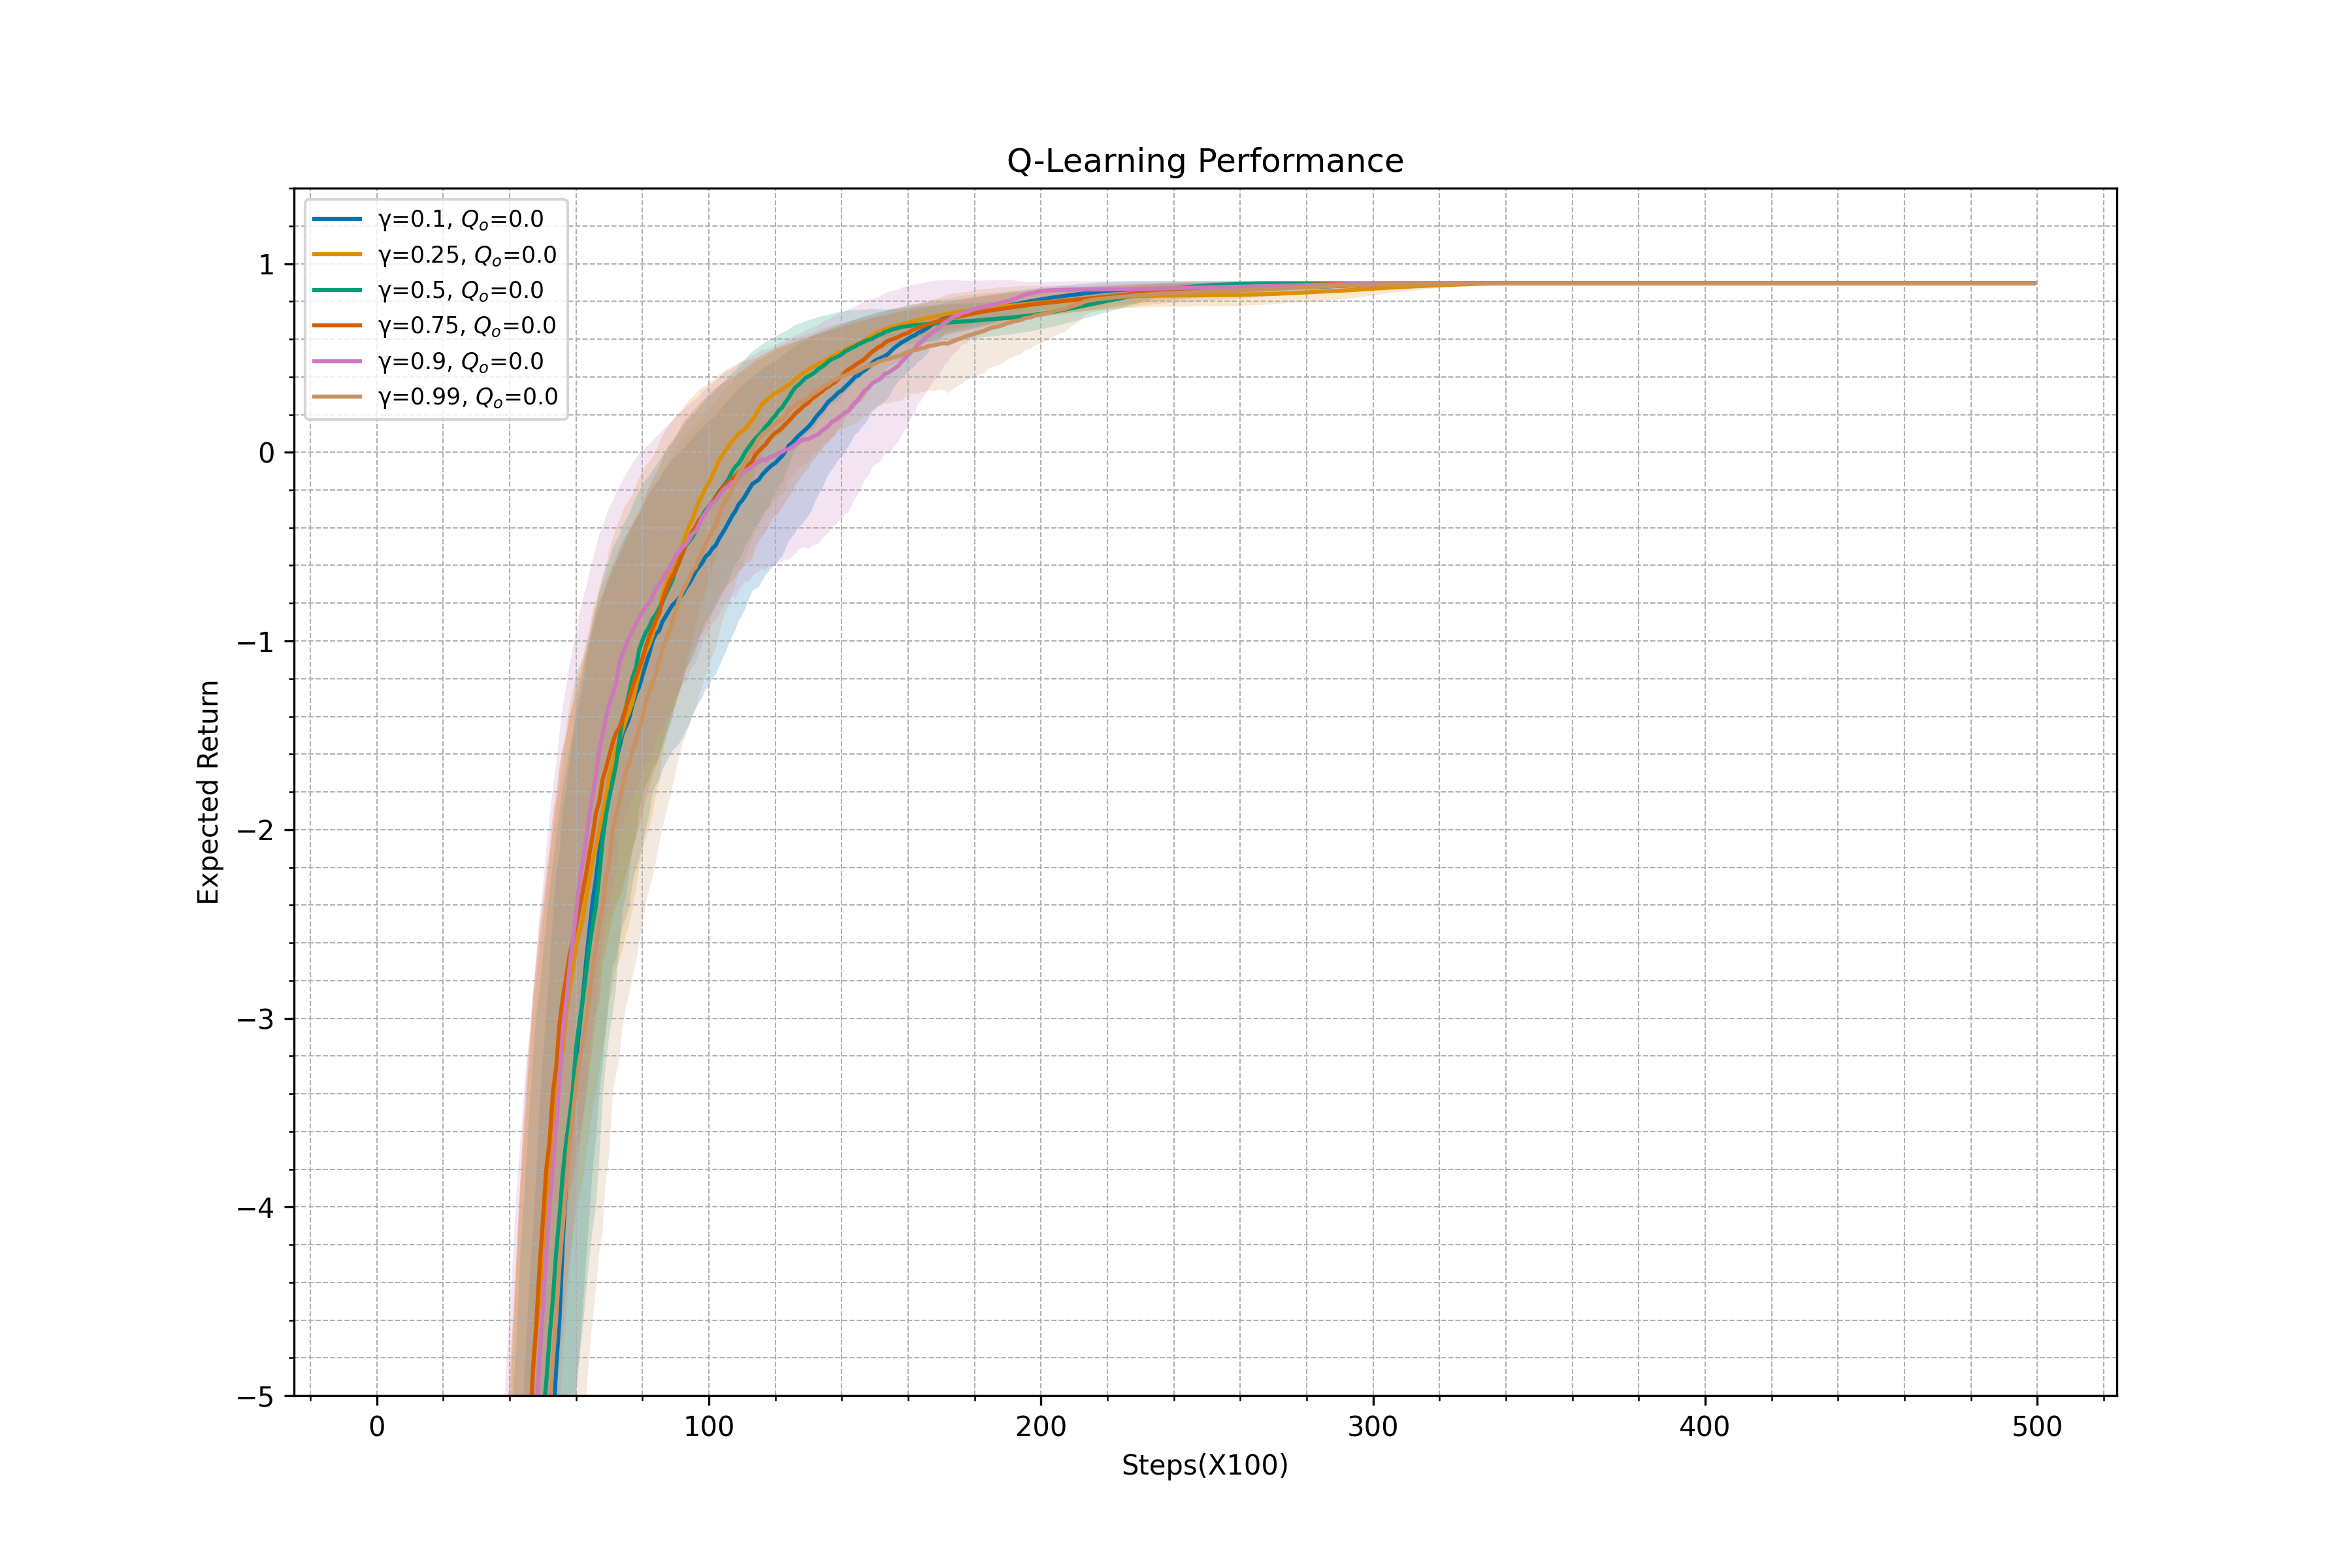 Q-Learning Performance
γ=0.1, Qₒ=0.0
γ=0.25, Qₒ=0.0
γ=0.5, Qₒ=0.0
γ=0.75, Qₒ=0.0
γ=0.9, Qₒ=0.0
γ=0.99, Qₒ=0.0
1
0
−1
−2
−3
−4
−5
Expected Return
0 100 200 300 400 500
Steps(X100)